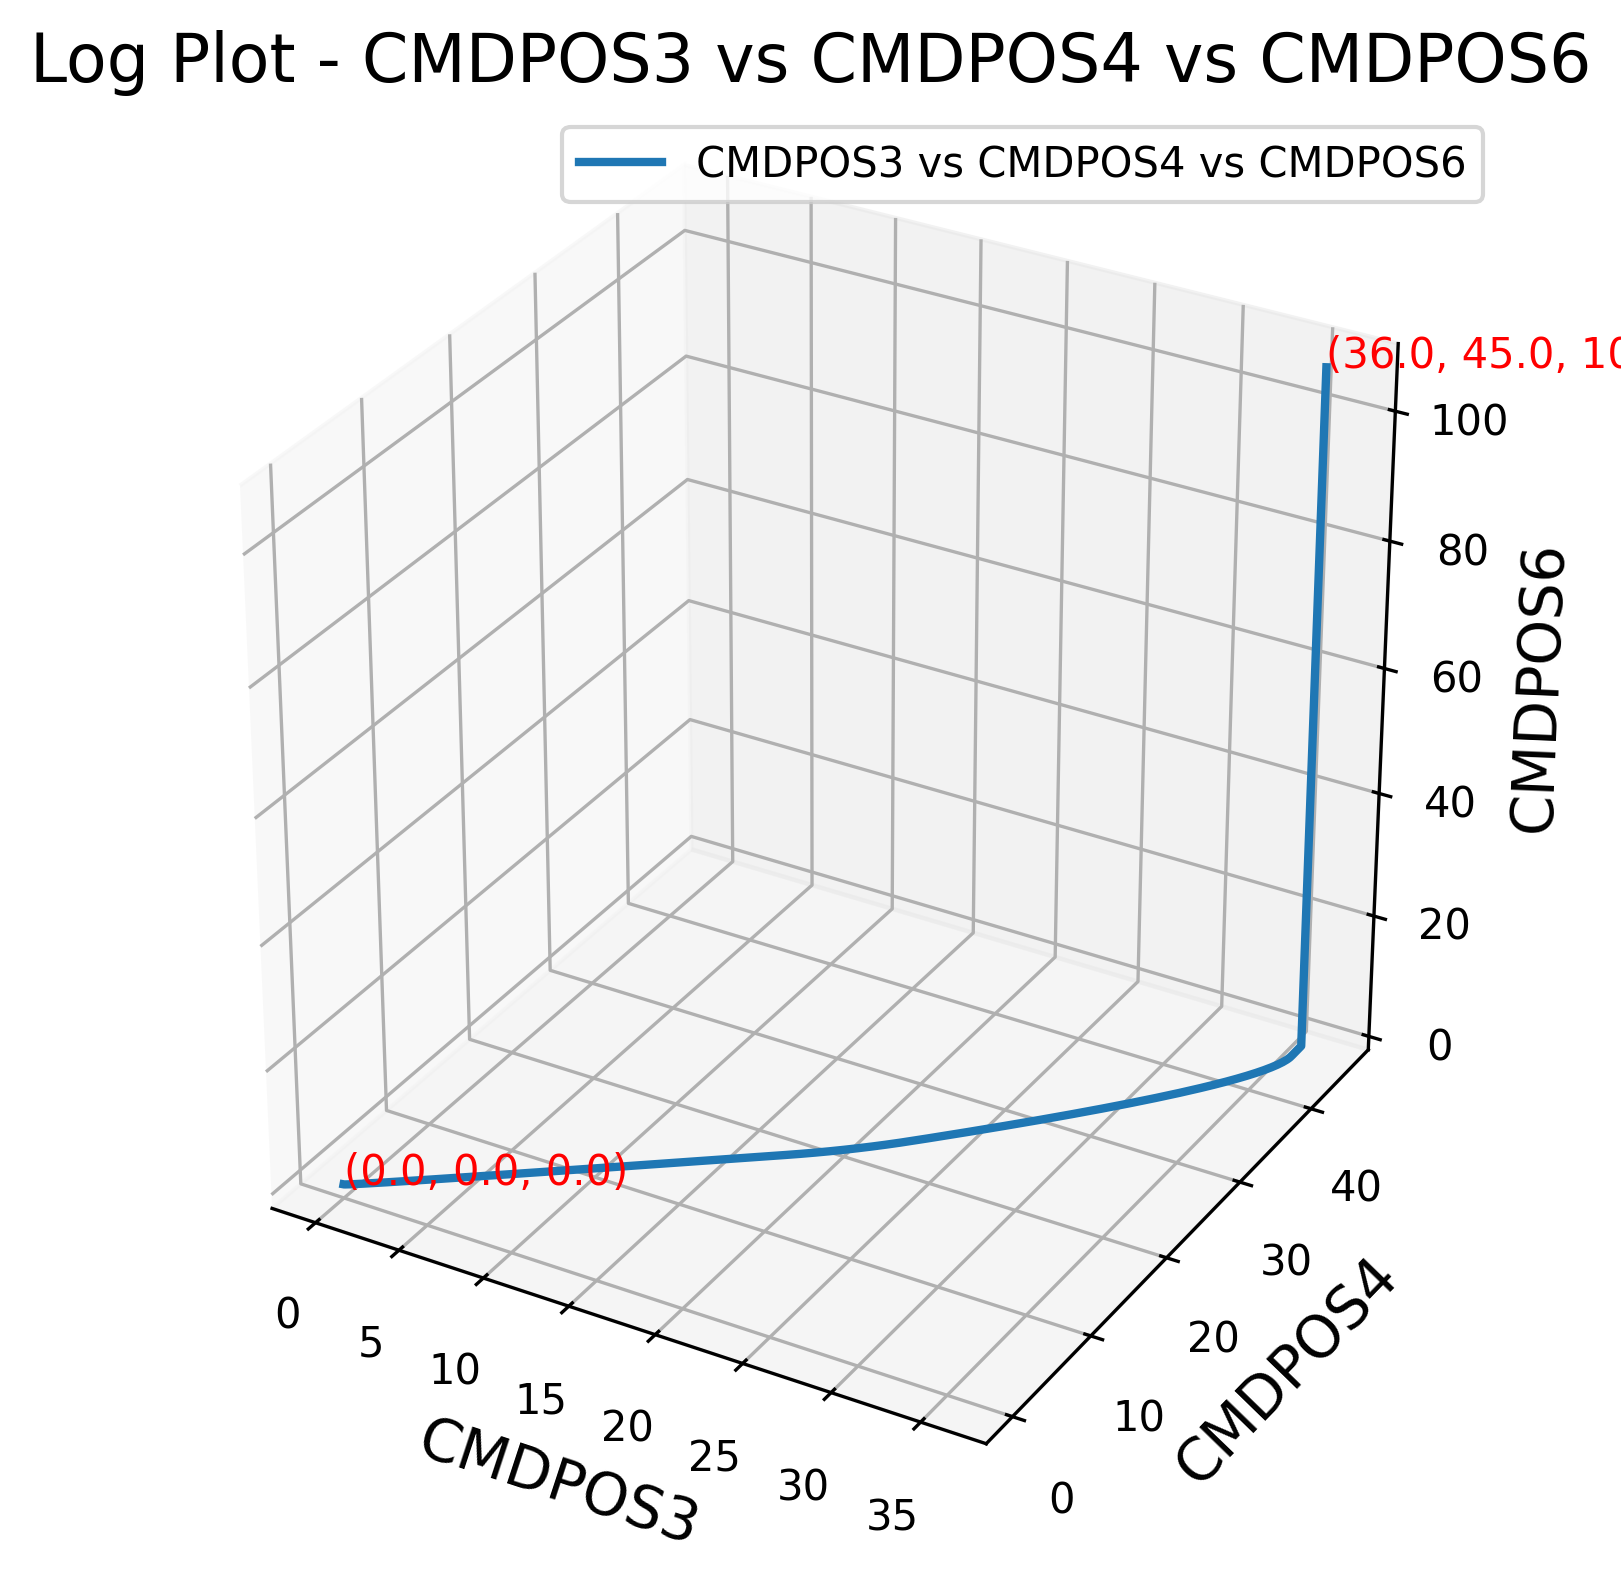 Log Plot - CMDPOS3 vs CMDPOS4 vs CMDPOS6
CMDPOS3 vs CMDPOS4 vs CMDPOS6
(36.0, 45.0, 10
100
80
60
40
20
0
CMDPOS6
(0.0, 0.0, 0.0)
0
5
10
15
20
25
30
35
CMDPOS3
0
10
20
30
40
CMDPOS4